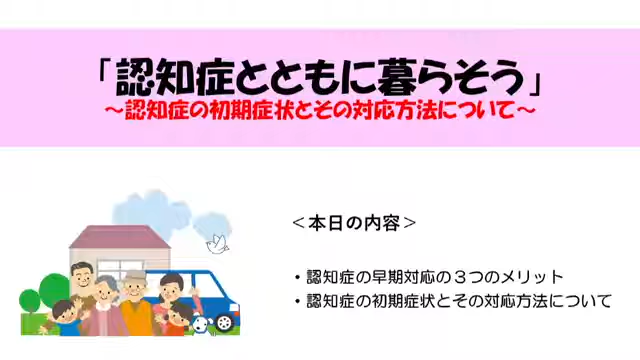 「認知症とともに暮らそう」
～認知症の初期症状とその対応方法について～
＜本日の内容＞
・認知症の早期対応の３つのメリット
・認知症の初期症状とその対応方法について